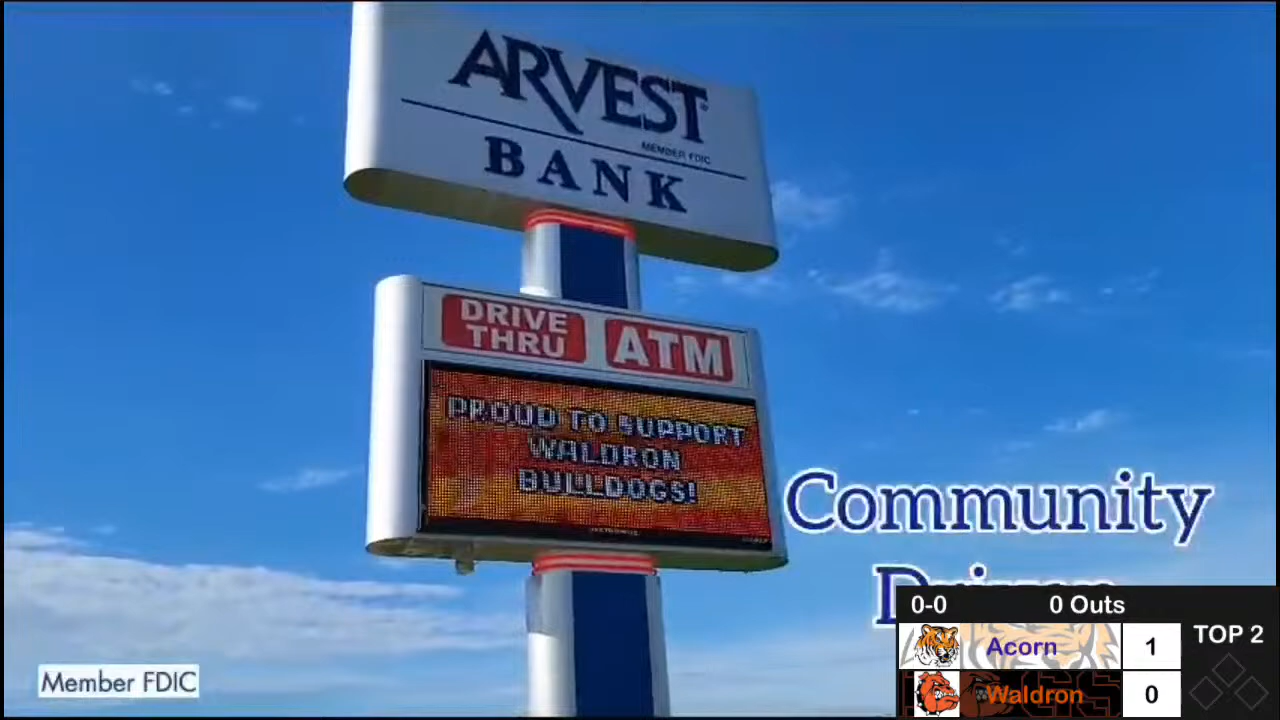 ARVEST
MEMBER FDIC
BANK
DRIVE
THRU
ATM
PROUD TO SUPPORT
WALDRON
BULLDOGS!
Community
Driven
Member FDIC
0-0 0 Outs
TOP 2
Acorn 1
Waldron 0